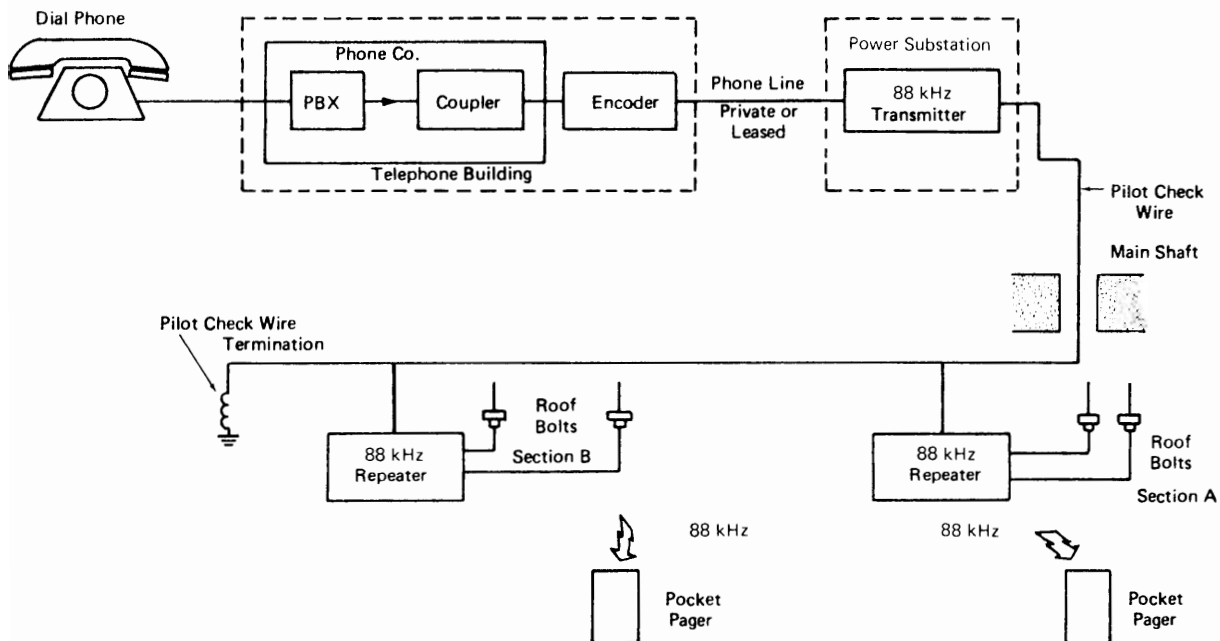 Dial Phone
Phone Co.
PBX
Coupler
Encoder
Telephone Building
Phone Line
Private or
Leased
Power Substation
88 kHz
Transmitter
Pilot Check
Wire
Main Shaft
Pilot Check Wire
Termination
88 kHz
Repeater
Roof
Bolts
Section B
88 kHz
Repeater
Roof
Bolts
Section A
88 kHz
88 kHz
Pocket
Pager
Pocket
Pager